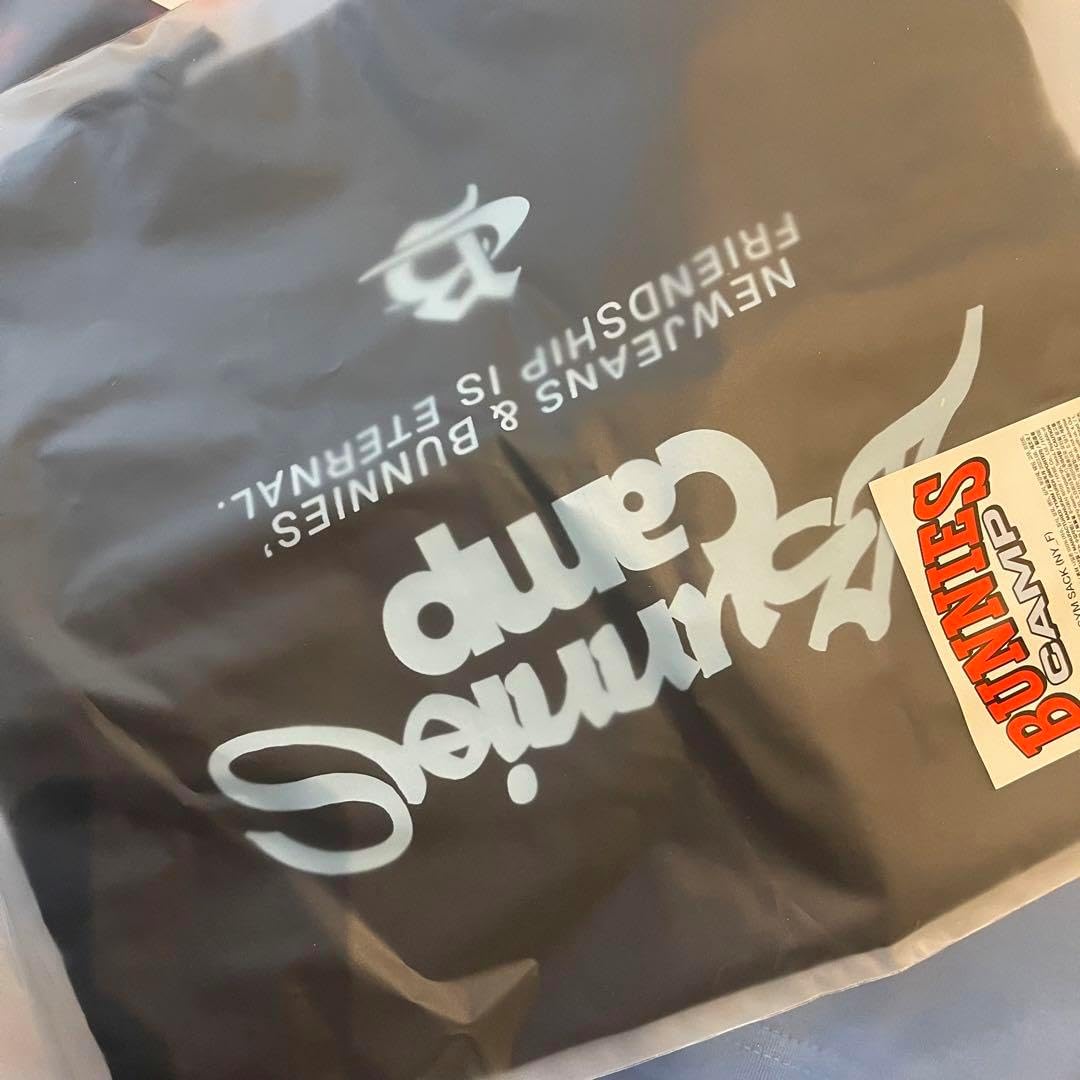 Bunnies
camp
NEWJEANS & BUNNIES'
FRIENDSHIP IS ETERNAL.
B
BUNNIES
CAMP
GYM SACK (NY_F)